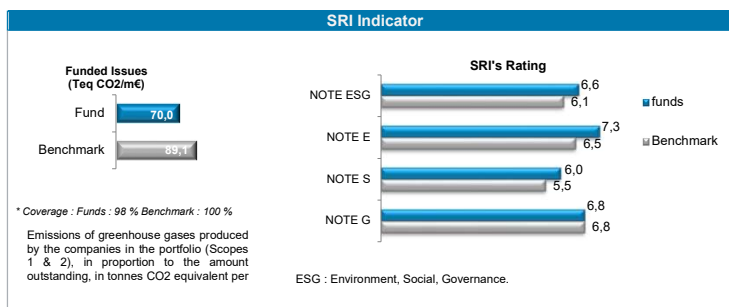 SRI Indicator
Funded Issues
(Teq CO2/m€)
Fund
70,0
Benchmark
89,1
* Coverage : Funds : 98 % Benchmark : 100 %
Emissions of greenhouse gases produced
by the companies in the portfolio (Scopes
1 & 2), in proportion to the amount
outstanding, in tonnes CO2 equivalent per
SRI's Rating
NOTE ESG
6,6
6,1
NOTE E
7,3
6,5
NOTE S
6,0
5,5
NOTE G
6,8
6,8
funds
Benchmark
ESG : Environment, Social, Governance.